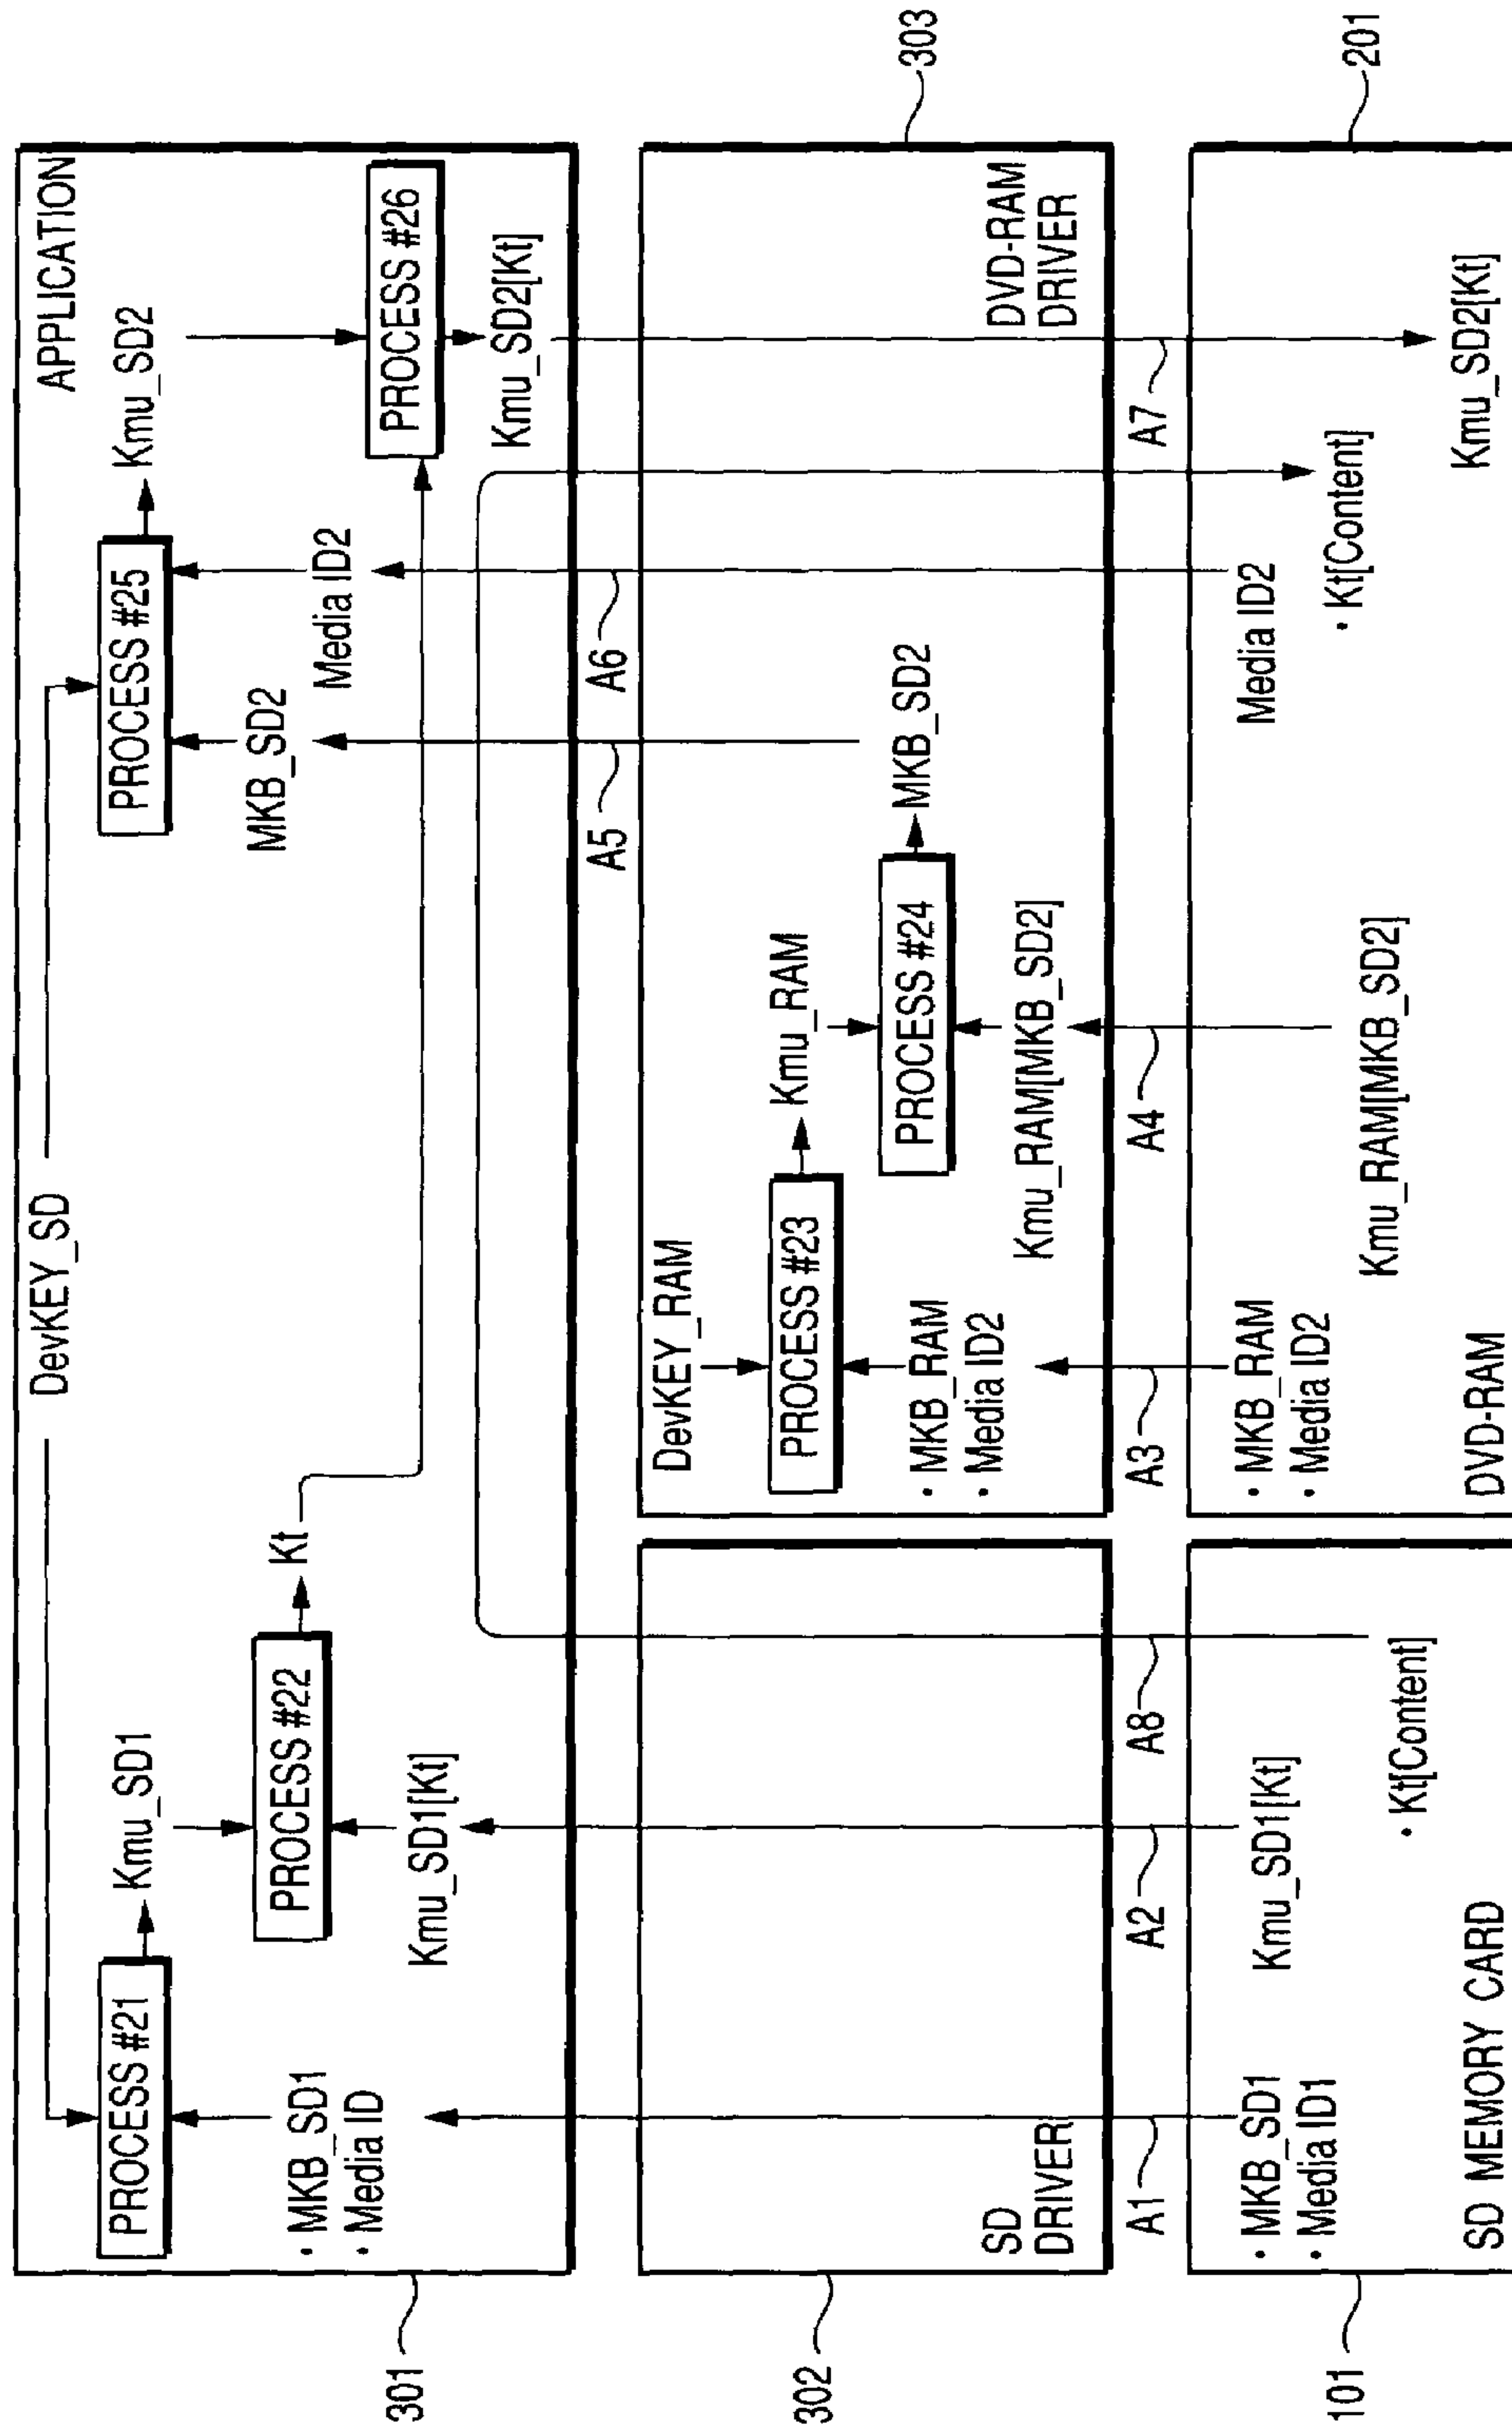 APPLICATION
DevKEY_SD
PROCESS #21
Kmu_SD1
• MKB_SD1
• Media ID
PROCESS #22
Kt
Kmu_SD1[Kt]
PROCESS #25
Kmu_SD2
MKB_SD2
Media ID2
PROCESS #26
Kmu_SD2[Kt]
301
A5
A6
302
SD
DRIVER
DevKEY_RAM
PROCESS #23
Kmu_RAM
• MKB_RAM
• Media ID2
PROCESS #24
MKB_SD2
Kmu_RAM[MKB_SD2]
DVD-RAM
DRIVER
303
A1
A2
A8
A3
A4
A7
101
• MKB_SD1
• Media ID1
Kmu_SD1[Kt]
• Kt[Content]
SD MEMORY CARD
• MKB_RAM
• Media ID2
Kmu_RAM[MKB_SD2]
Media ID2
• Kt[Content]
Kmu_SD2[Kt]
DVD-RAM
201